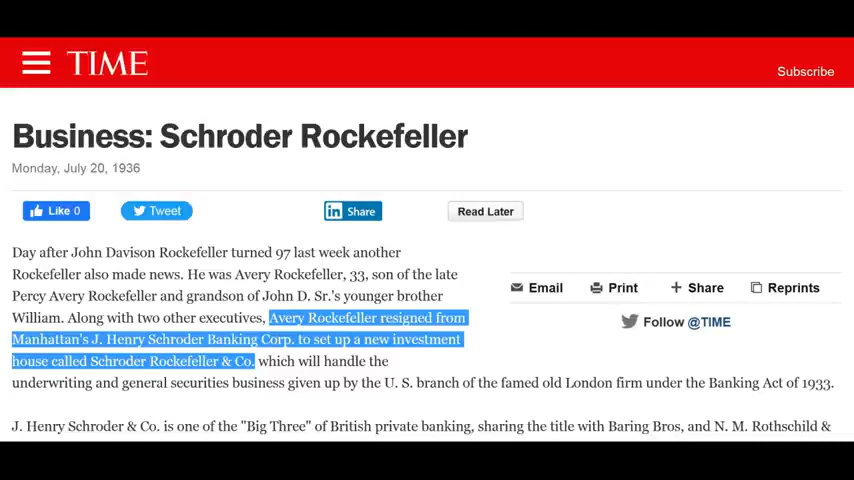 TIME
Subscribe
Business: Schroder Rockefeller
Monday, July 20, 1936
Like 0
Tweet
in Share
Read Later
Day after John Davison Rockefeller turned 97 last week another
Rockefeller also made news. He was Avery Rockefeller, 33, son of the late
Percy Avery Rockefeller and grandson of John D. Sr.'s younger brother
William. Along with two other executives, Avery Rockefeller resigned from
Manhattan's J. Henry Schroder Banking Corp. to set up a new investment
house called Schroder Rockefeller & Co. which will handle the
underwriting and general securities business given up by the U. S. branch of the famed old London firm under the Banking Act of 1933.
Email
Print
Share
Reprints
Follow @TIME
J. Henry Schroder & Co. is one of the "Big Three" of British private banking, sharing the title with Baring Bros, and N. M. Rothschild &